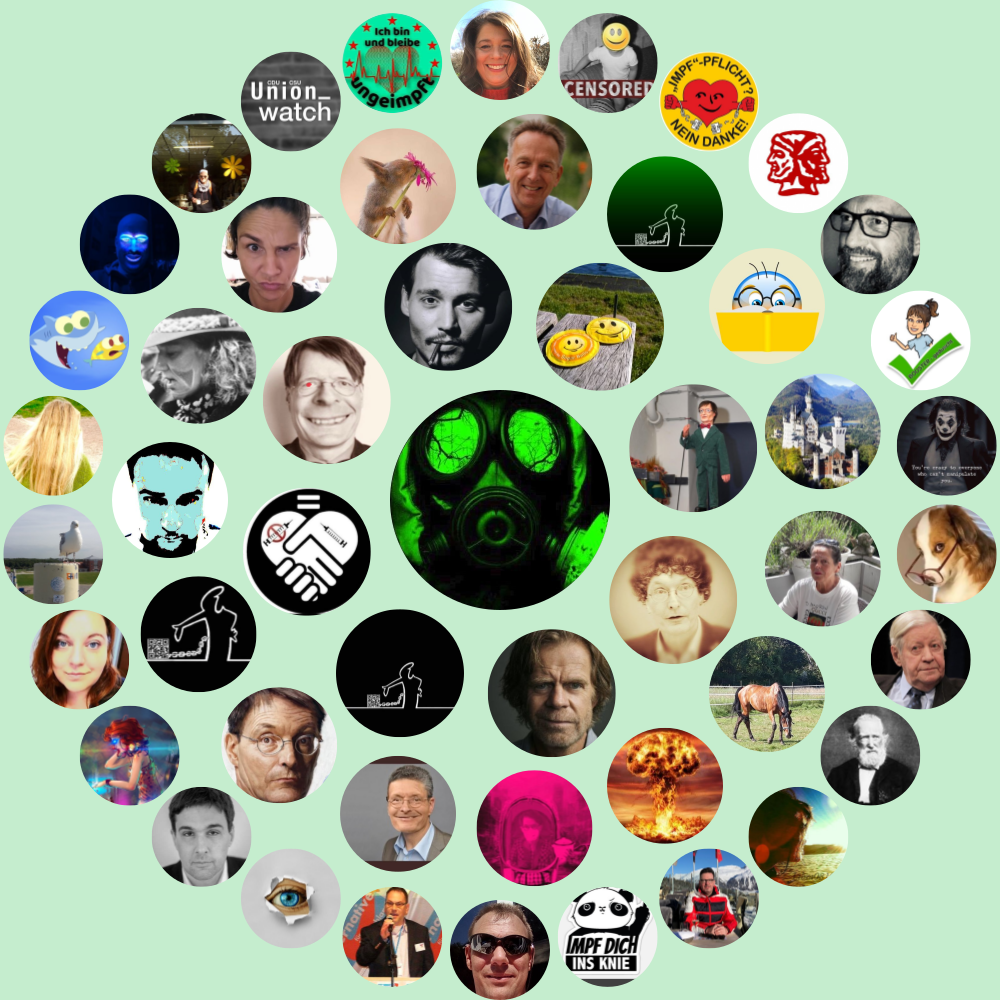 Ich bin
und bleibe
ungeimpft
CDU CSU
Union_
watch
CENSORED
„IMPF“-PFLICHT?
NEIN DANKE!
You're crazy to everyone
who can't manipulate
you.
IMPF DICH
INS KNIE